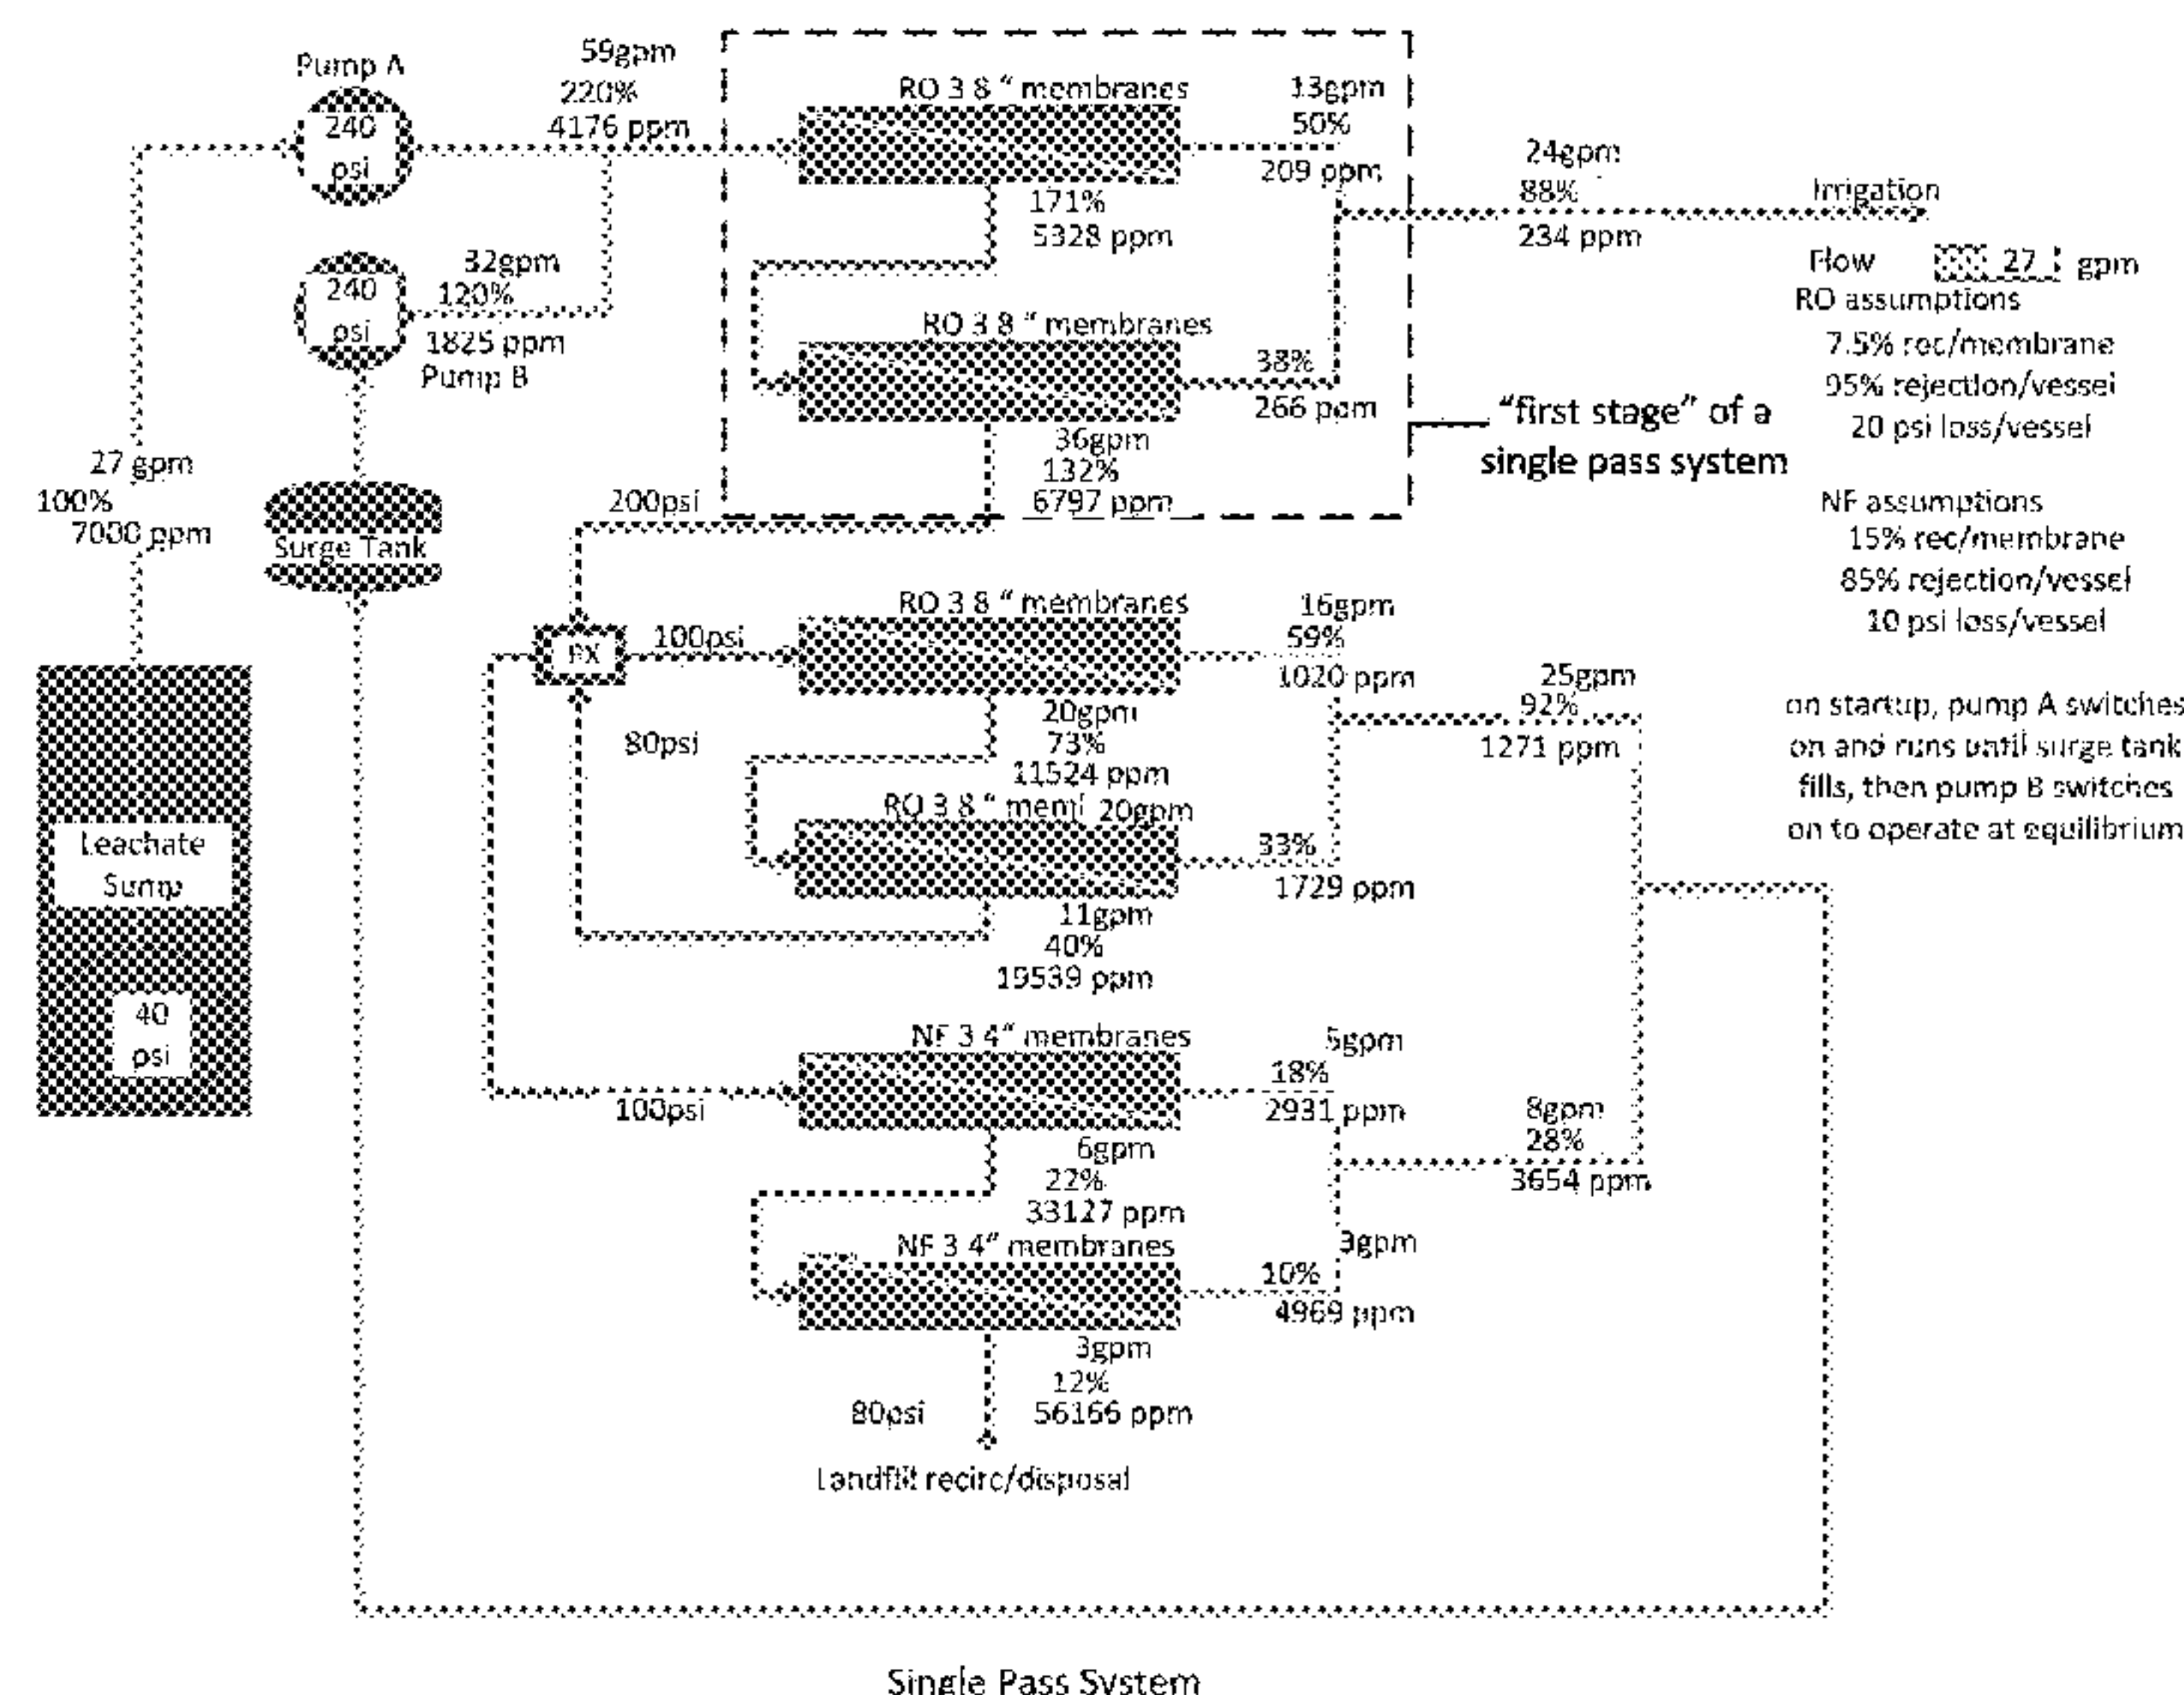 Pump A
240
psi
59gpm
220%
4176 ppm
RO 3 8 “ membranes
13gpm
50%
209 ppm
171%
5328 ppm
24gpm
88%
234 ppm
Irrigation
240
psi
32gpm
120%
1825 ppm
Pump B
RO 3 8 “ membranes
38%
266 ppm
36gpm
132%
6797 ppm
200psi
“first stage” of a
single pass system
Flow 27 gpm
RO assumptions
7.5% rec/membrane
95% rejection/vessel
20 psi loss/vessel
NF assumptions
15% rec/membrane
85% rejection/vessel
10 psi loss/vessel
on startup, pump A switches
on and runs until surge tank
fills, then pump B switches
on to operate at equilibrium
27 gpm
100%
7000 ppm
Surge Tank
Leachate
Sump
40
psi
PX
100psi
80psi
RO 3 8 “ membranes
16gpm
59%
1020 ppm
20gpm
73%
11524 ppm
25gpm
92%
1271 ppm
RO 3 8 “ meml 20gpm
33%
1729 ppm
11gpm
40%
19539 ppm
100psi
NF 3 4“ membranes
5gpm
18%
2931 ppm
6gpm
22%
33127 ppm
8gpm
28%
3654 ppm
NF 3 4“ membranes
3gpm
10%
4969 ppm
3gpm
12%
56166 ppm
80psi
Landfill recirc/disposal
Single Pass System